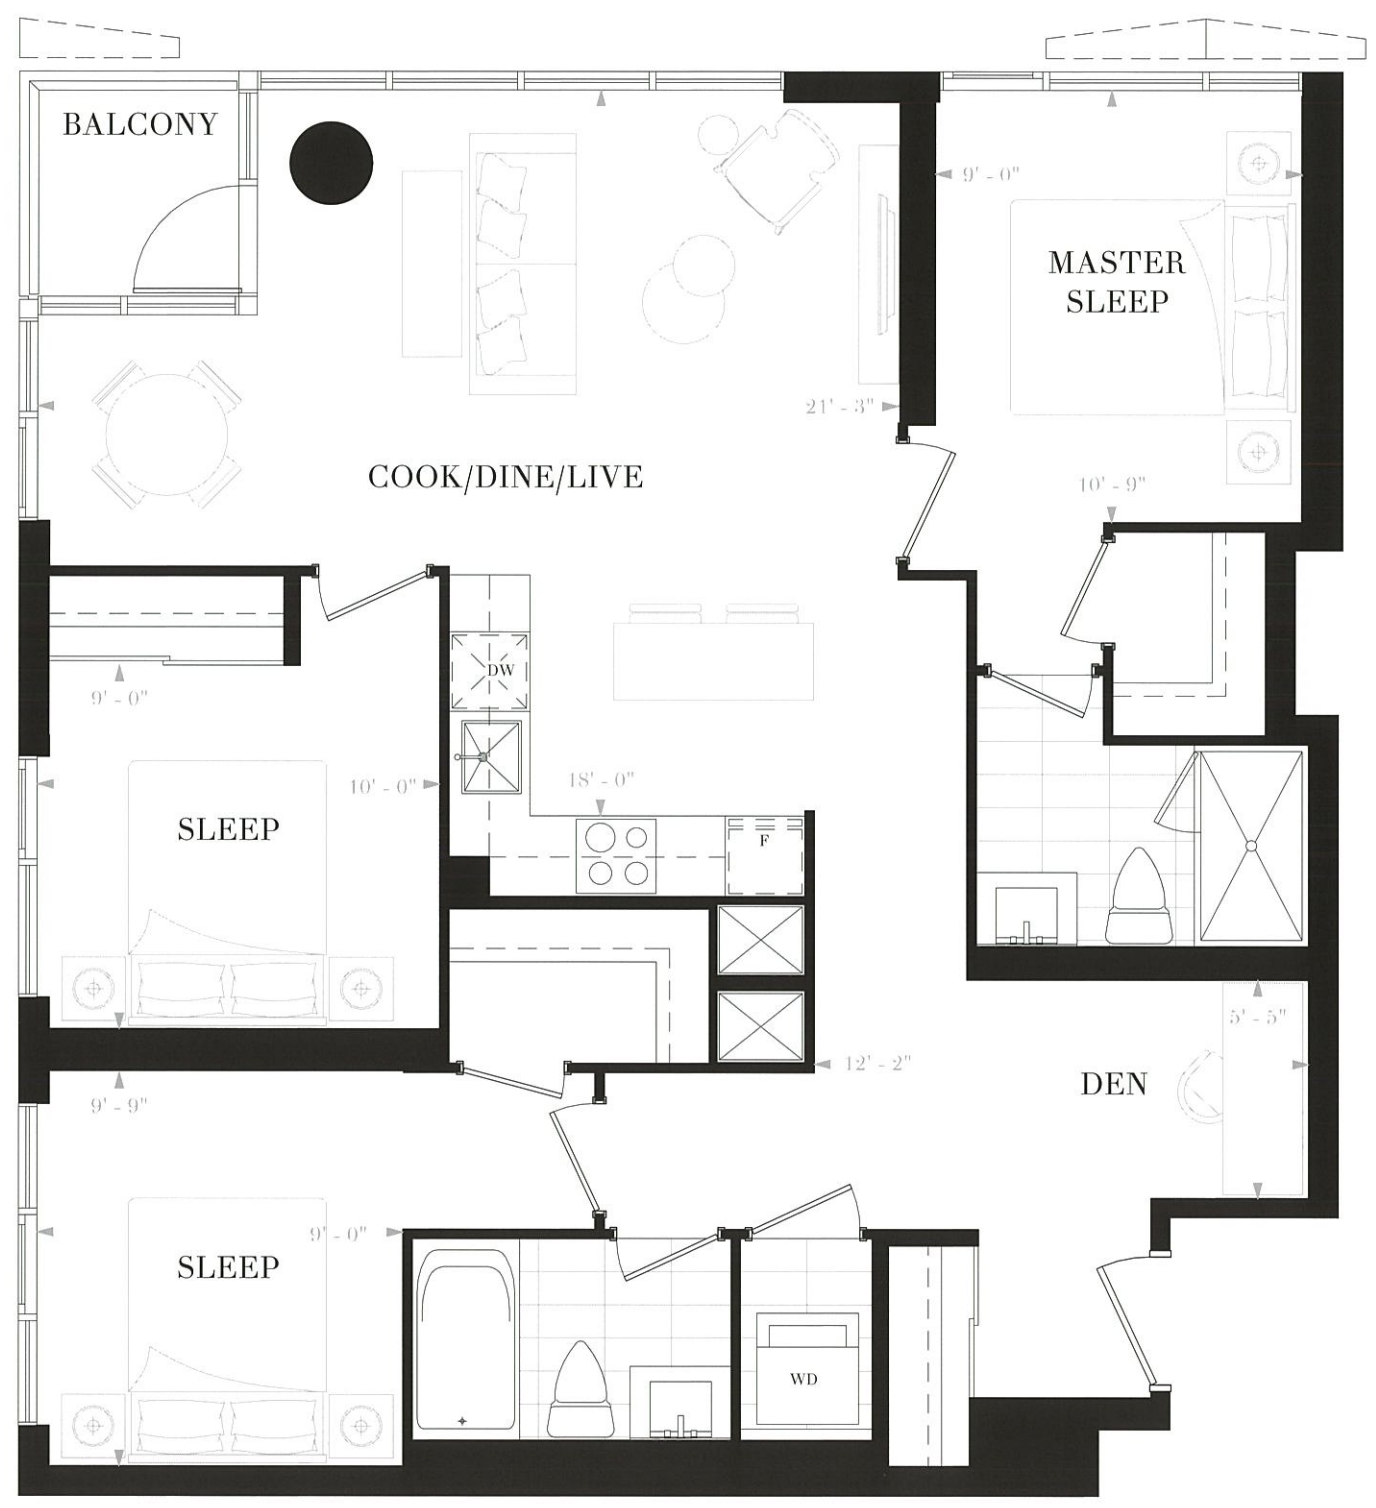 BALCONY
9' - 0"
MASTER
SLEEP
21' - 3"
COOK/DINE/LIVE
10' - 9"
DW
9' - 0"
18' - 0"
10' - 0"
SLEEP
F
5' - 5"
12' - 2"
DEN
9' - 9"
9' - 0"
SLEEP
WD